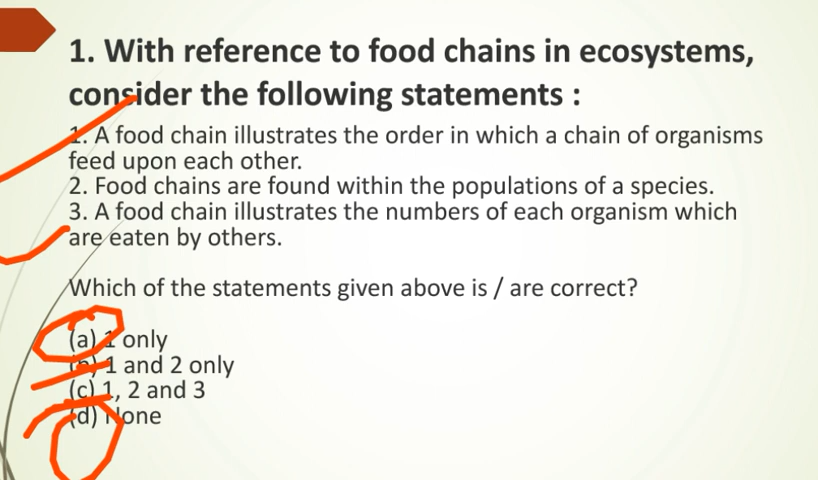 1. With reference to food chains in ecosystems,
consider the following statements :
1. A food chain illustrates the order in which a chain of organisms
feed upon each other.
2. Food chains are found within the populations of a species.
3. A food chain illustrates the numbers of each organism which
are eaten by others.
Which of the statements given above is / are correct?
(a) 1 only
(b) 1 and 2 only
(c) 1, 2 and 3
(d) None